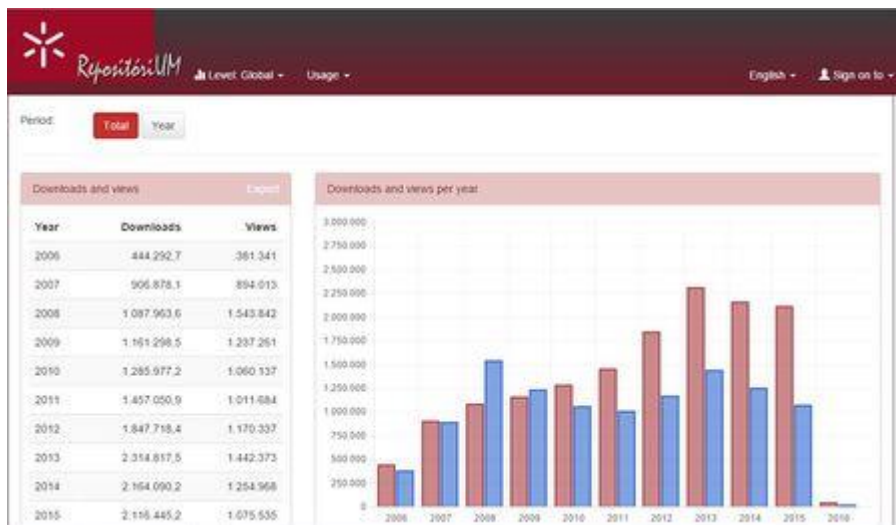 RepositóriUM
Level: Global
Usage
English
Sign on to
Period:
Total
Year
Downloads and views
Export
Year Downloads Views
2006 444.292,7 381.341
2007 906.878,1 894.013
2008 1.087.963,6 1.543.842
2009 1.161.298,5 1.237.261
2010 1.285.977,2 1.060.137
2011 1.457.050,9 1.011.684
2012 1.847.718,4 1.170.337
2013 2.314.817,5 1.442.373
2014 2.164.090,2 1.254.968
2015 2.116.445,2 1.075.535
Downloads and views per year
3.000.000
2.750.000
2.500.000
2.250.000
2.000.000
1.750.000
1.500.000
1.250.000
1.000.000
750.000
500.000
250.000
0
2006 2007 2008 2009 2010 2011 2012 2013 2014 2015 2016